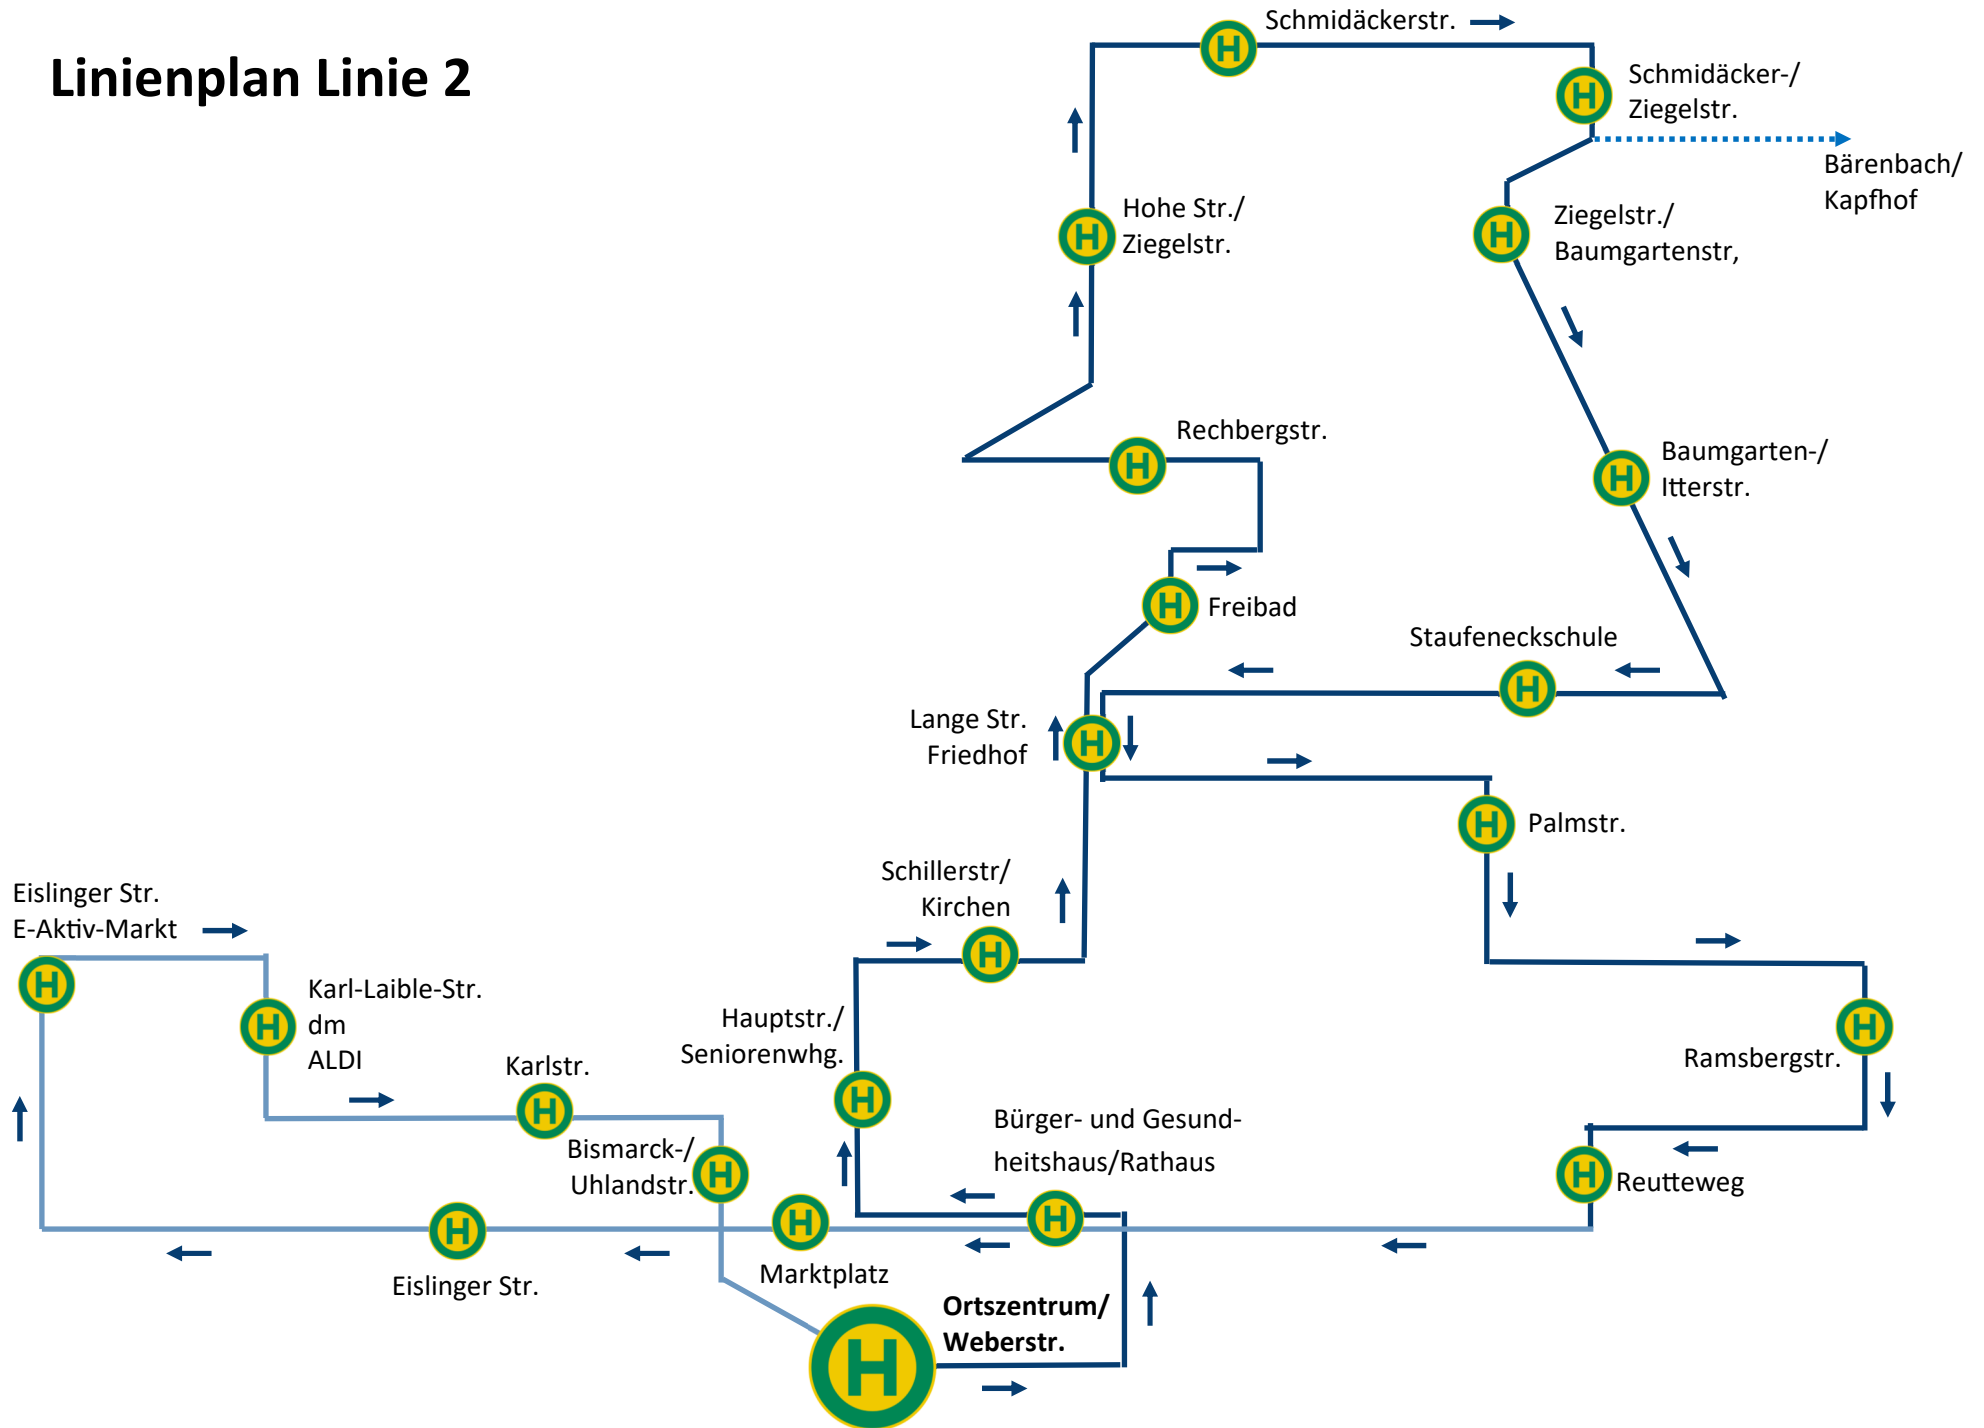 Linienplan Linie 2
Schmidäckerstr.
H
Schmidäcker-/
Ziegelstr.
H
Bärenbach/
Kapfhof
Hohe Str./
Ziegelstr.
H
Ziegelstr./
Baumgartenstr,
H
Rechbergstr.
H
Baumgarten-/
Itterstr.
H
Freibad
H
Staufeneckschule
H
Lange Str.
Friedhof
H
Palmstr.
H
Schillerstr/
Kirchen
H
Eislinger Str.
E-Aktiv-Markt
H
Karl-Laible-Str.
dm
ALDI
H
Hauptstr./
Seniorenwhg.
H
Ramsbergstr.
H
Karlstr.
H
Bismarck-/
Uhlandstr.
H
Bürger- und Gesund-
heitshaus/Rathaus
H
Reutteweg
H
Eislinger Str.
H
Marktplatz
H
Ortszentrum/
Weberstr.
H